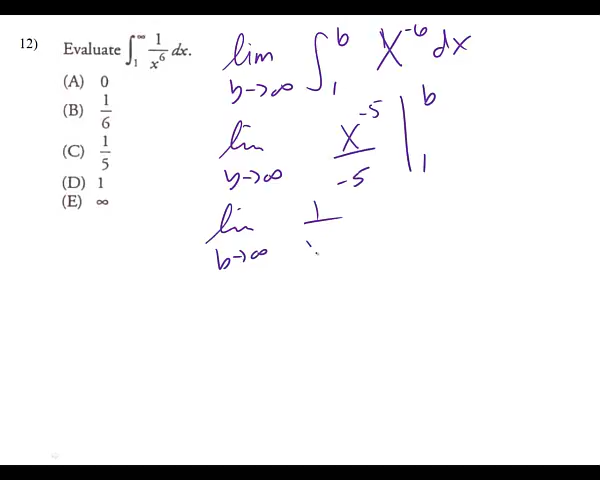 12) Evaluate ∫₁^∞ 1/x⁶ dx.
(A) 0
(B) 1/6
(C) 1/5
(D) 1
(E) ∞
lim b→∞ ∫₁^b x⁻⁶ dx
lim b→∞ x⁻⁵/-5 |₁^b
lim b→∞ 1/